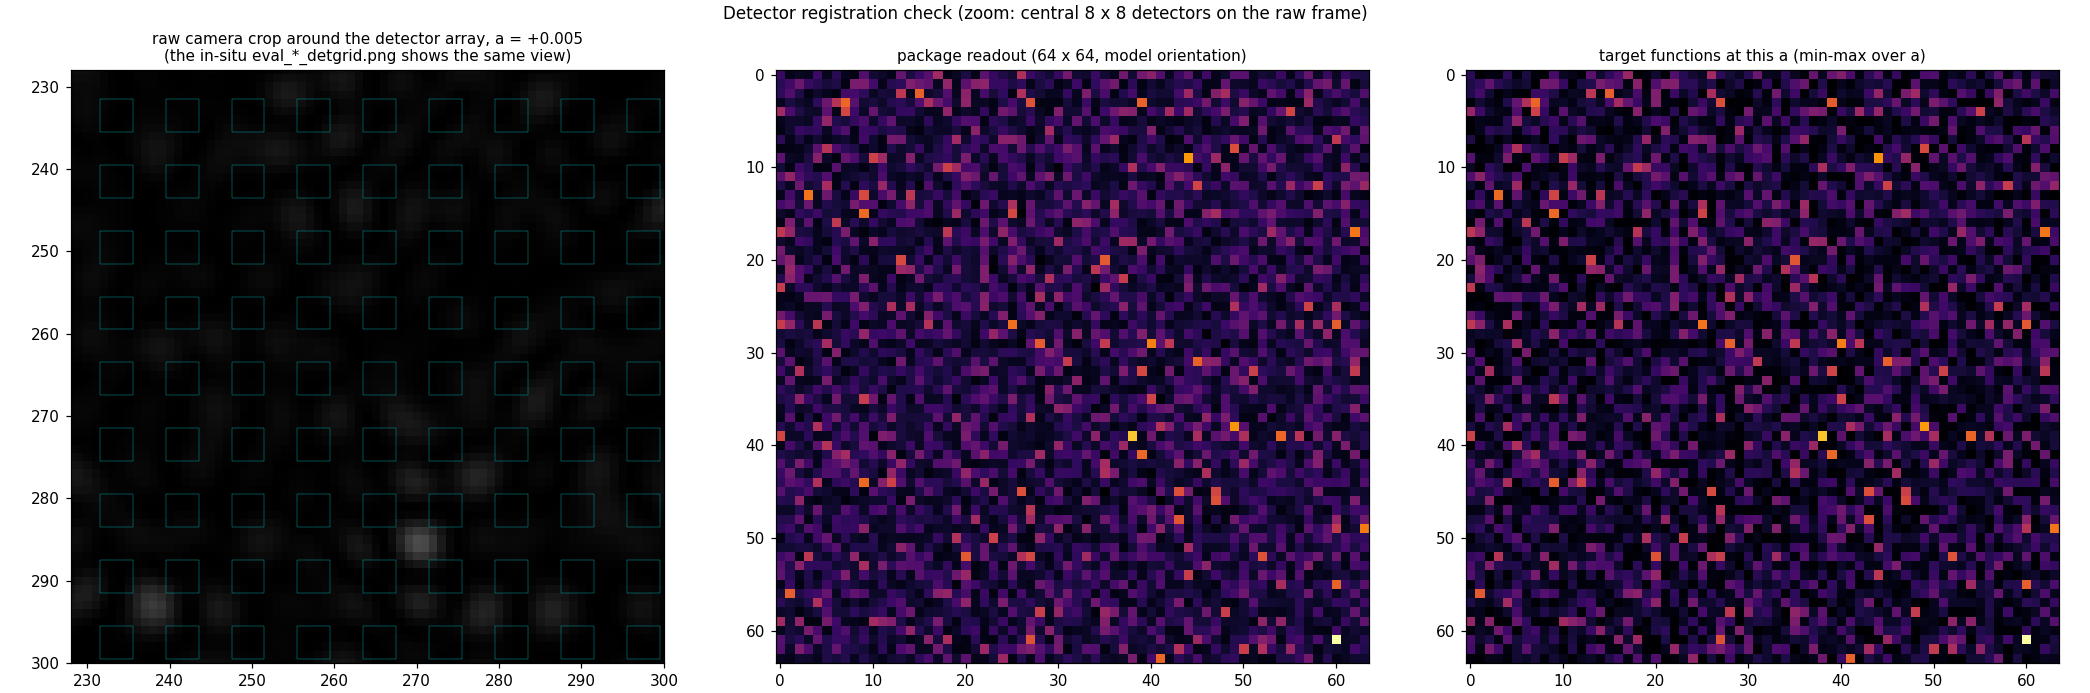 Detector registration check (zoom: central 8 x 8 detectors on the raw frame)
raw camera crop around the detector array, a = +0.005
(the in-situ eval_*_detgrid.png shows the same view)
package readout (64 x 64, model orientation)
target functions at this a (min-max over a)
230
240
250
260
270
280
290
300
230 240 250 260 270 280 290 300
0
10
20
30
40
50
60
0 10 20 30 40 50 60
0
10
20
30
40
50
60
0 10 20 30 40 50 60